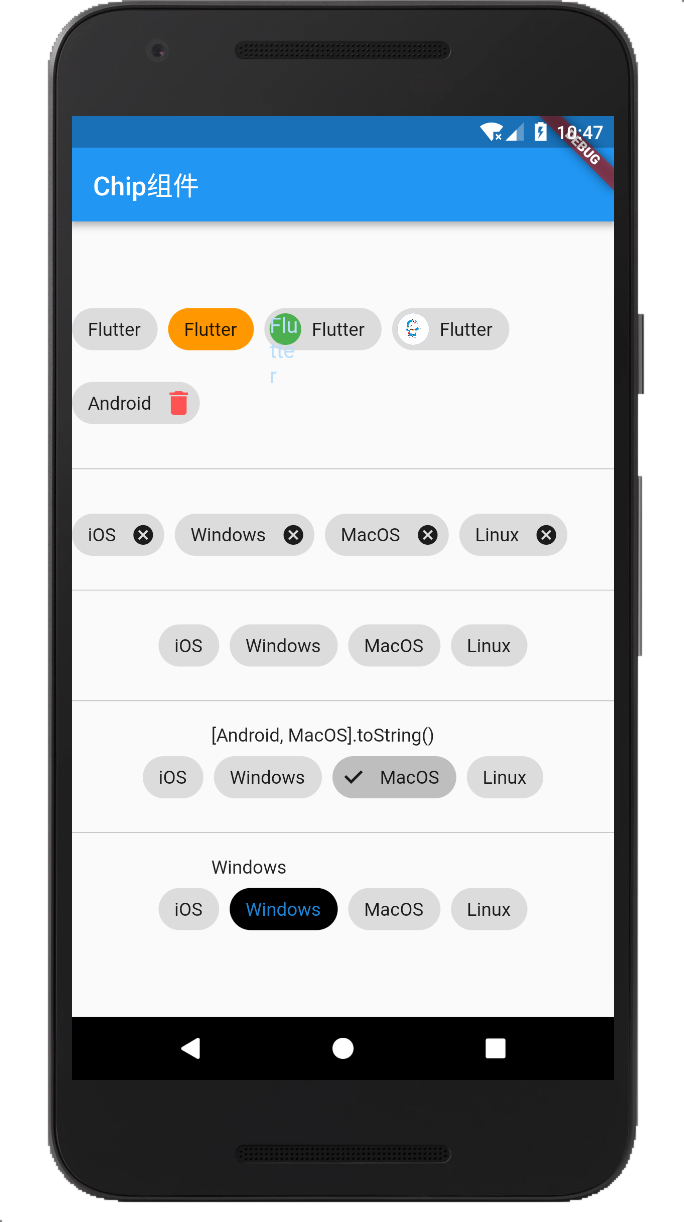 10:47
DEBUG
Chip组件
Flutter Flutter Flu Flutter Flutter
tte
r
Android
iOS Windows MacOS Linux
iOS Windows MacOS Linux
[Android, MacOS].toString()
iOS Windows MacOS Linux
Windows
iOS Windows MacOS Linux